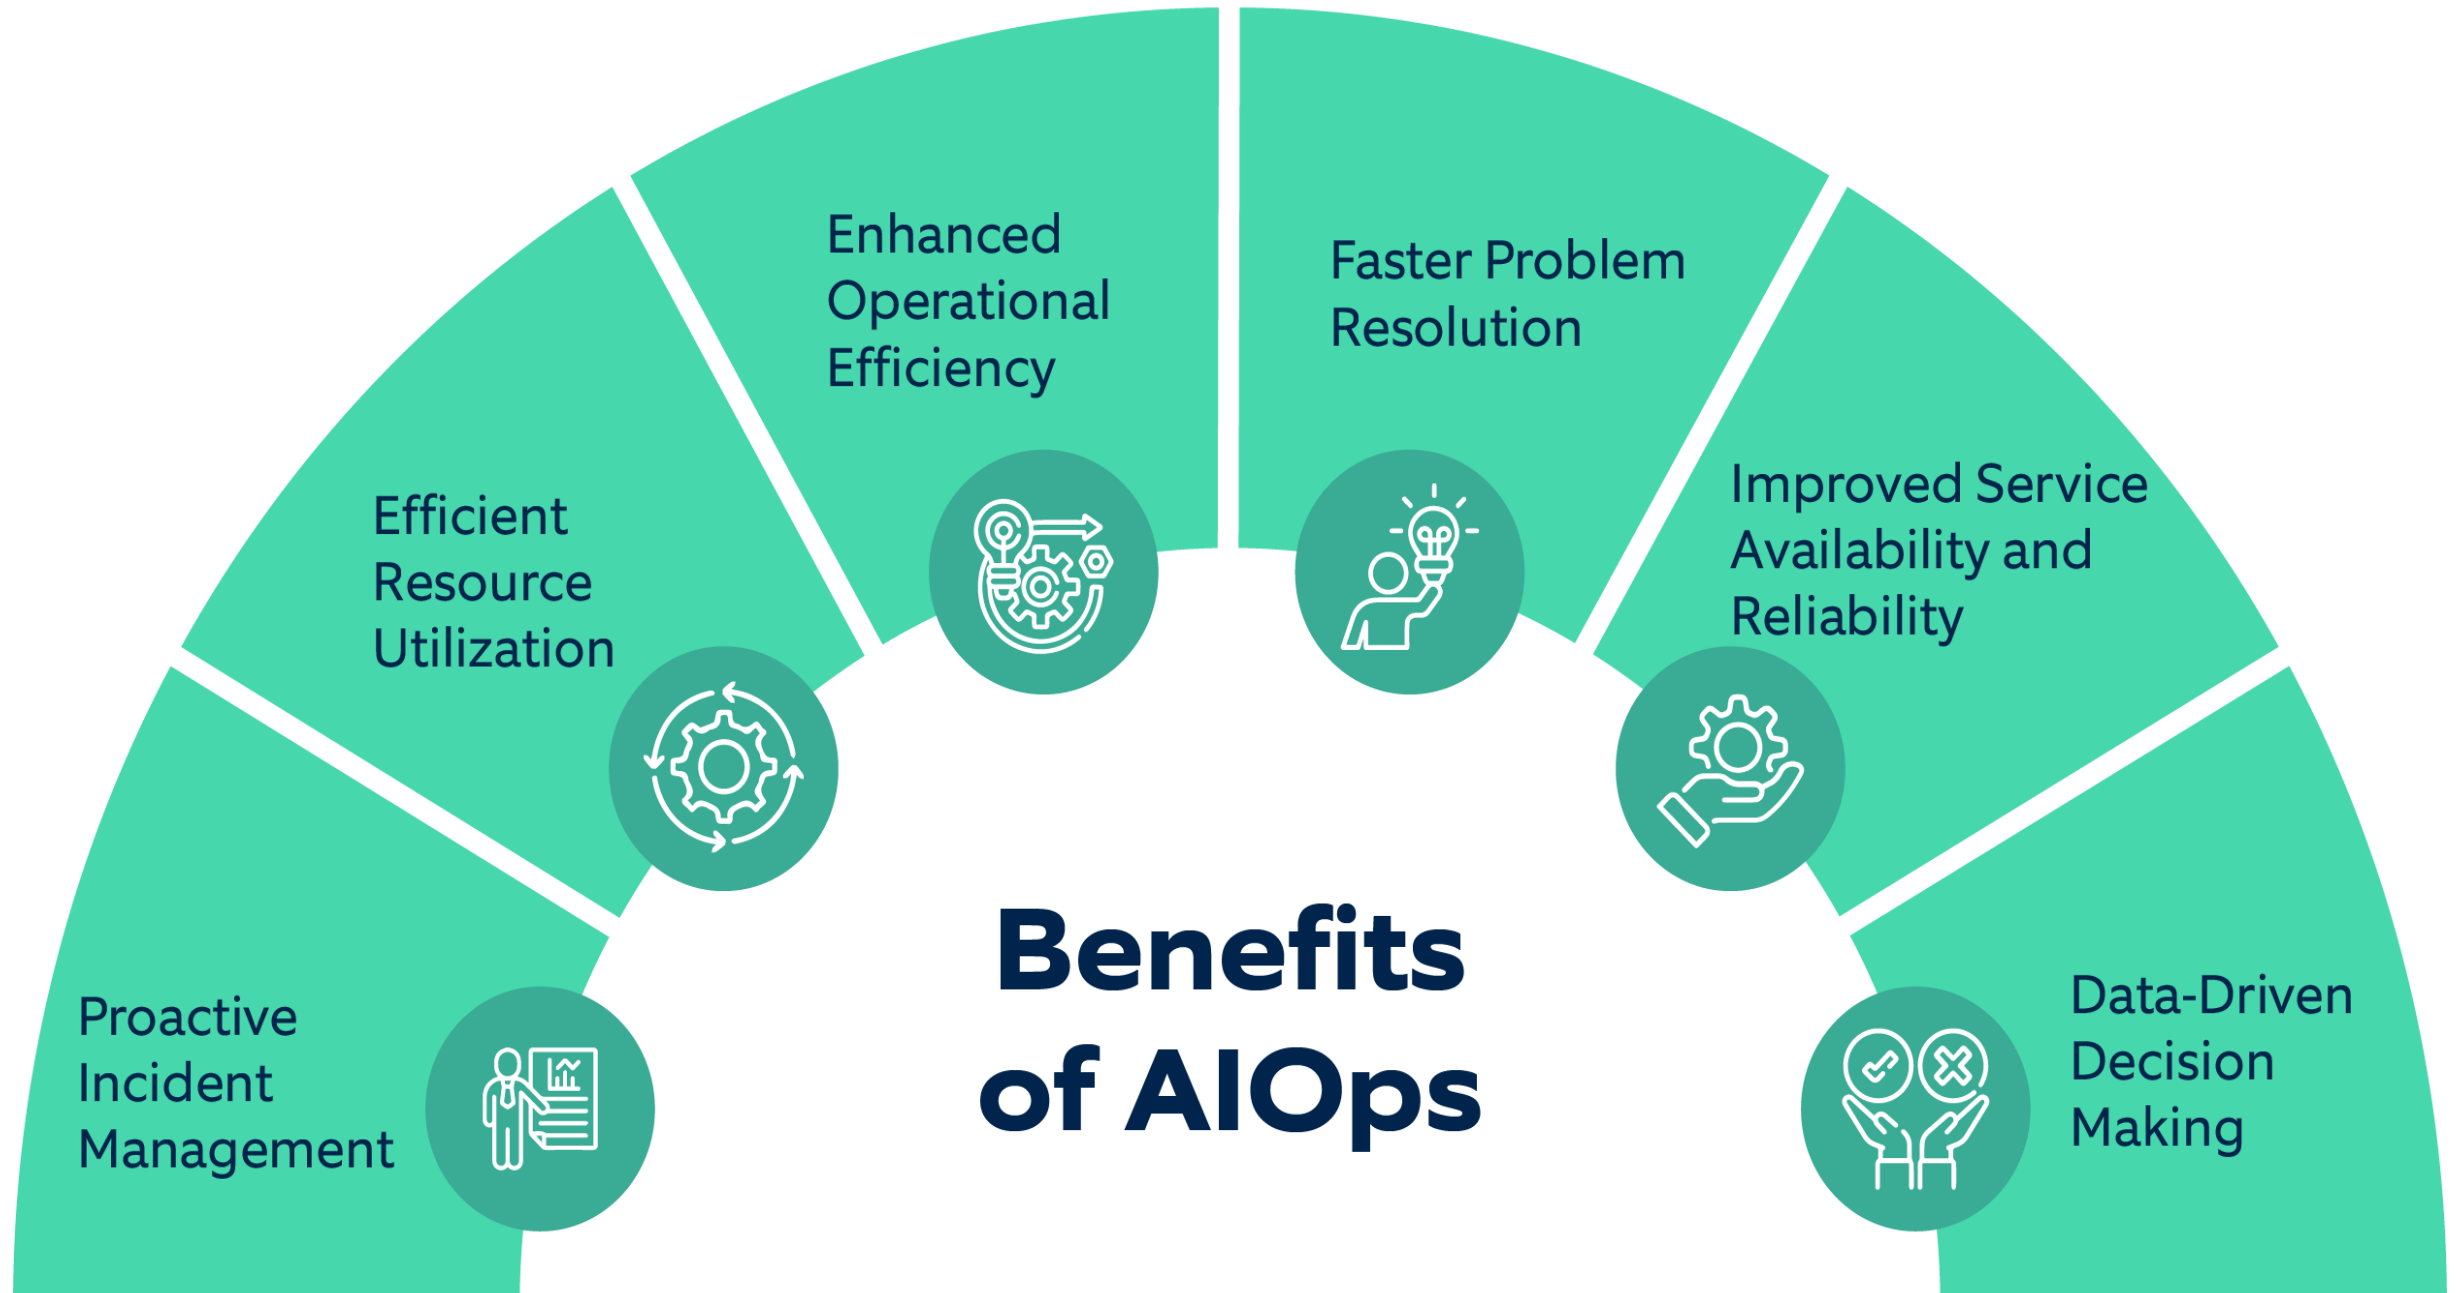 Proactive
Incident
Management
Efficient
Resource
Utilization
Enhanced
Operational
Efficiency
Faster Problem
Resolution
Improved Service
Availability and
Reliability
Data-Driven
Decision
Making
Benefits
of AIOps